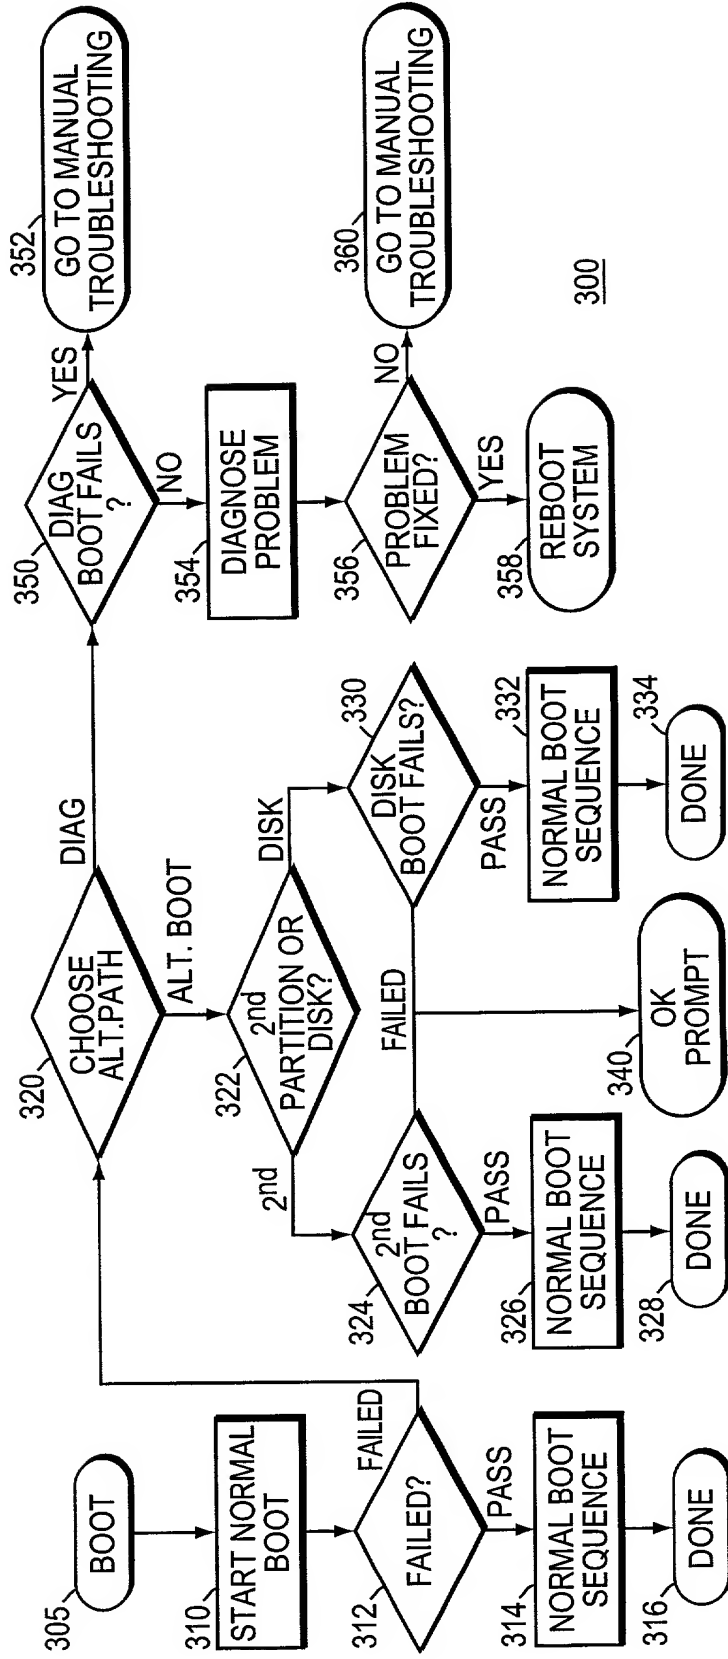 305
BOOT
310
START NORMAL
BOOT
312
FAILED?
FAILED
PASS
314
NORMAL BOOT
SEQUENCE
316
DONE
320
CHOOSE
ALT.PATH
DIAG
ALT. BOOT
322
2nd
PARTITION OR
DISK?
2nd
DISK
324
2nd
BOOT FAILS
?
FAILED
PASS
326
NORMAL BOOT
SEQUENCE
328
DONE
330
DISK
BOOT FAILS?
PASS
332
NORMAL BOOT
SEQUENCE
334
DONE
340
OK
PROMPT
350
DIAG
BOOT FAILS
?
YES
352
GO TO MANUAL
TROUBLESHOOTING
NO
354
DIAGNOSE
PROBLEM
356
PROBLEM
FIXED?
NO
360
GO TO MANUAL
TROUBLESHOOTING
YES
358
REBOOT
SYSTEM
300